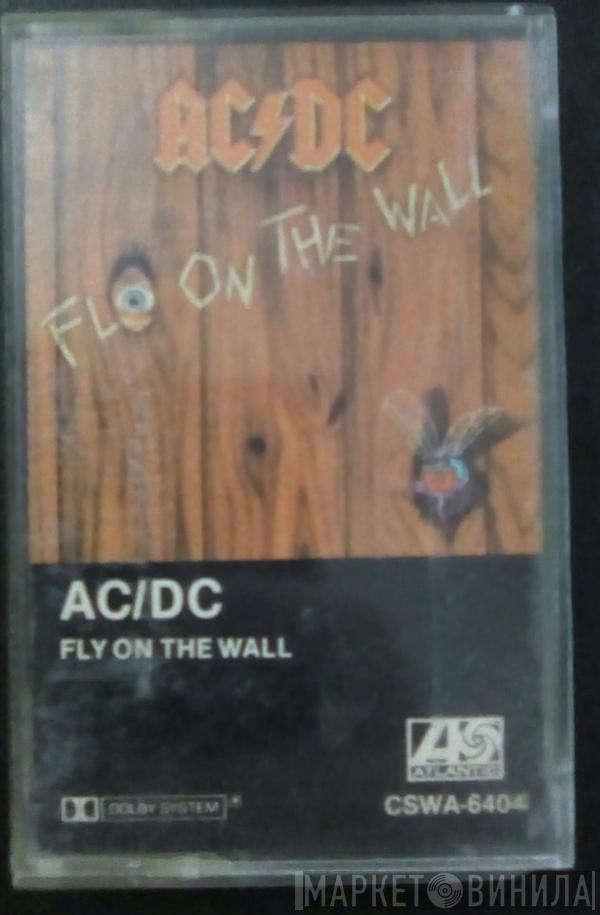 AC⚡DC
FLY ON THE WALL
AC/DC
FLY ON THE WALL
ATLANTIC
DOLBY SYSTEM ®
CSWA-6404
МАРКЕТ ВИНИЛА